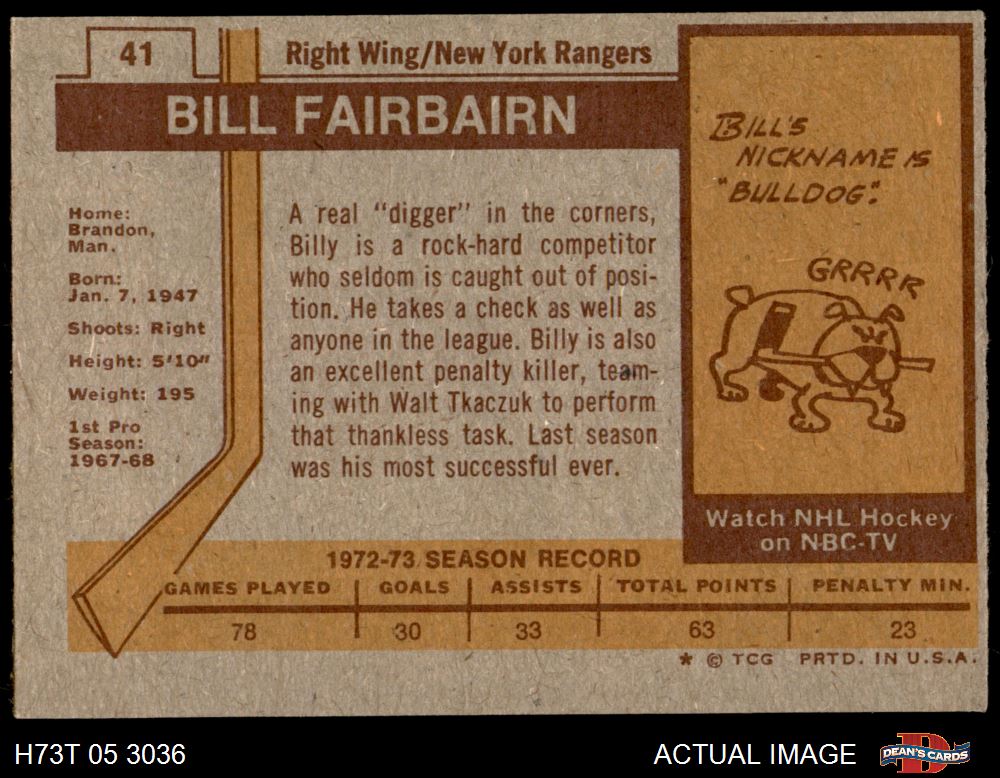 41
Right Wing/New York Rangers
BILL FAIRBAIRN
Home:
Brandon,
Man.
Born:
Jan. 7, 1947
Shoots: Right
Height: 5'10"
Weight: 195
1st Pro
Season:
1967-68
A real "digger" in the corners,
Billy is a rock-hard competitor
who seldom is caught out of posi-
tion. He takes a check as well as
anyone in the league. Billy is also
an excellent penalty killer, team-
ing with Walt Tkaczuk to perform
that thankless task. Last season
was his most successful ever.
BILL'S
NICKNAME IS
"BULLDOG".
GRRRR
Watch NHL Hockey
on NBC-TV
1972-73 SEASON RECORD
GAMES PLAYED GOALS ASSISTS TOTAL POINTS PENALTY MIN.
78 30 33 63 23
* © TCG PRTD. IN U.S.A.
H73T 05 3036 ACTUAL IMAGE DEAN'S CARDS